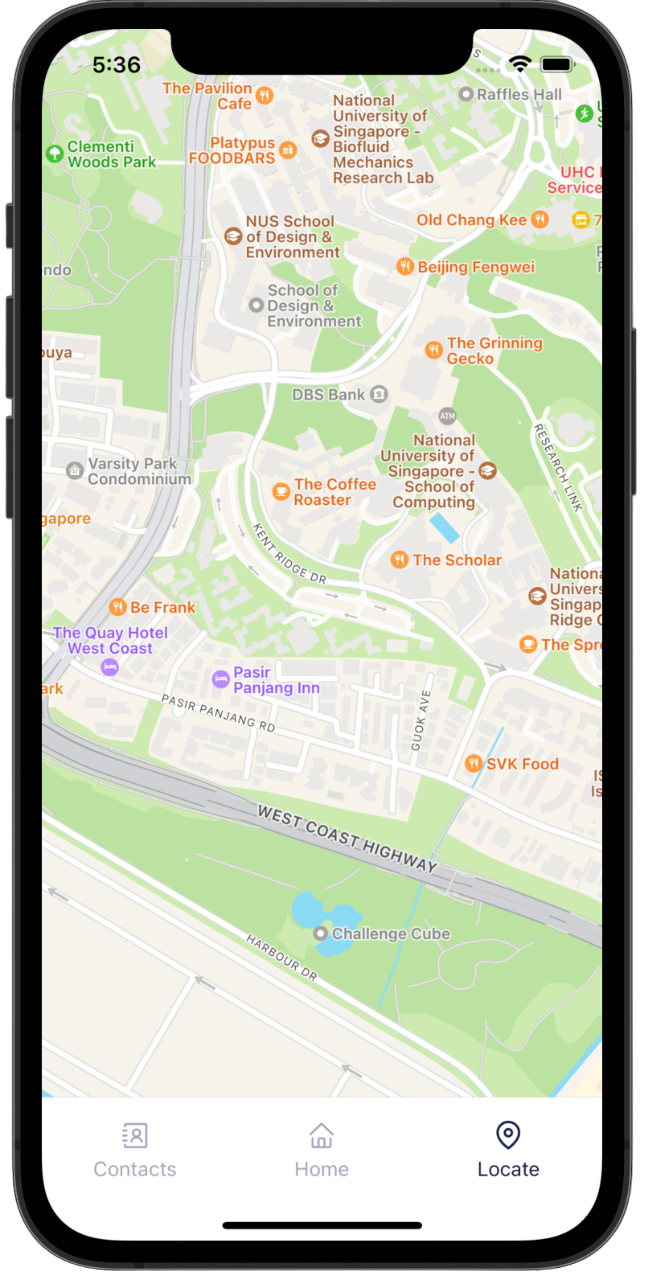 5:36
The Pavilion
Cafe
Raffles Hall
National
University of
Singapore -
Biofluid
Mechanics
Research Lab
Clementi
Woods Park
Platypus
FOODBARS
UHC
Service
NUS School
of Design &
Environment
Old Chang Kee
7
Beijing Fengwei
ndo
School of
Design &
Environment
The Grinning
Gecko
ouya
DBS Bank
$
ATM
National
University of
Singapore -
School of
Computing
RESEARCH LINK
Varsity Park
Condominium
The Coffee
Roaster
gapore
KENT RIDGE DR
The Scholar
Nationa
Univers
Singap
Ridge C
Be Frank
The Quay Hotel
West Coast
The Spr
Pasir
Panjang Inn
ark
PASIR PANJANG RD
GUOK AVE
SVK Food
IS
Is
WEST COAST HIGHWAY
Challenge Cube
HARBOUR DR
Contacts
Home
Locate